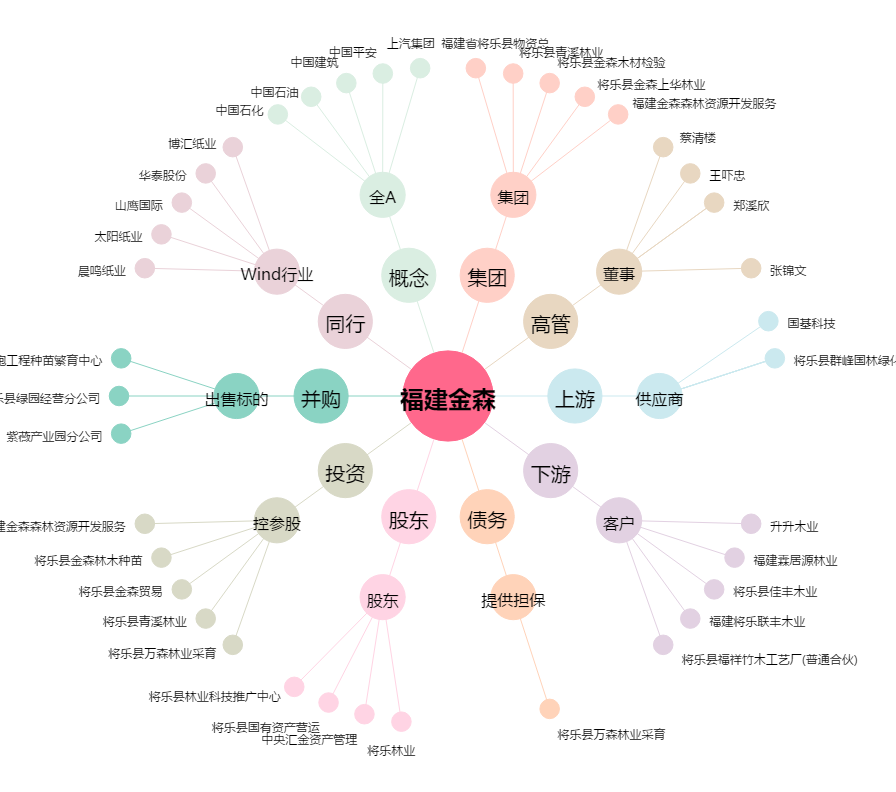 上汽集团
福建省将乐县物资总
中国平安
将乐县青溪林业
中国建筑
将乐县金森木材检验
中国石油
将乐县金森上华林业
中国石化
福建金森森林资源开发服务
博汇纸业
蔡清楼
华泰股份
王吓忠
全A
集团
山鹰国际
郑溪欣
太阳纸业
晨鸣纸业
Wind行业
概念
集团
董事
张锦文
同行
高管
国基科技
胞工程种苗繁育中心
将乐县群峰国林绿化
乐县绿园经营分公司
出售标的
并购
福建金森
上游
供应商
紫薇产业园分公司
投资
下游
建金森森林资源开发服务
控参股
股东
债务
客户
升升木业
将乐县金森林木种苗
福建霖居源林业
将乐县金森贸易
股东
提供担保
将乐县佳丰木业
将乐县青溪林业
福建将乐联丰木业
将乐县万森林业采育
将乐县福祥竹木工艺厂(普通合伙)
将乐县林业科技推广中心
将乐县国有资产营运
中央汇金资产管理
将乐林业
将乐县万森林业采育